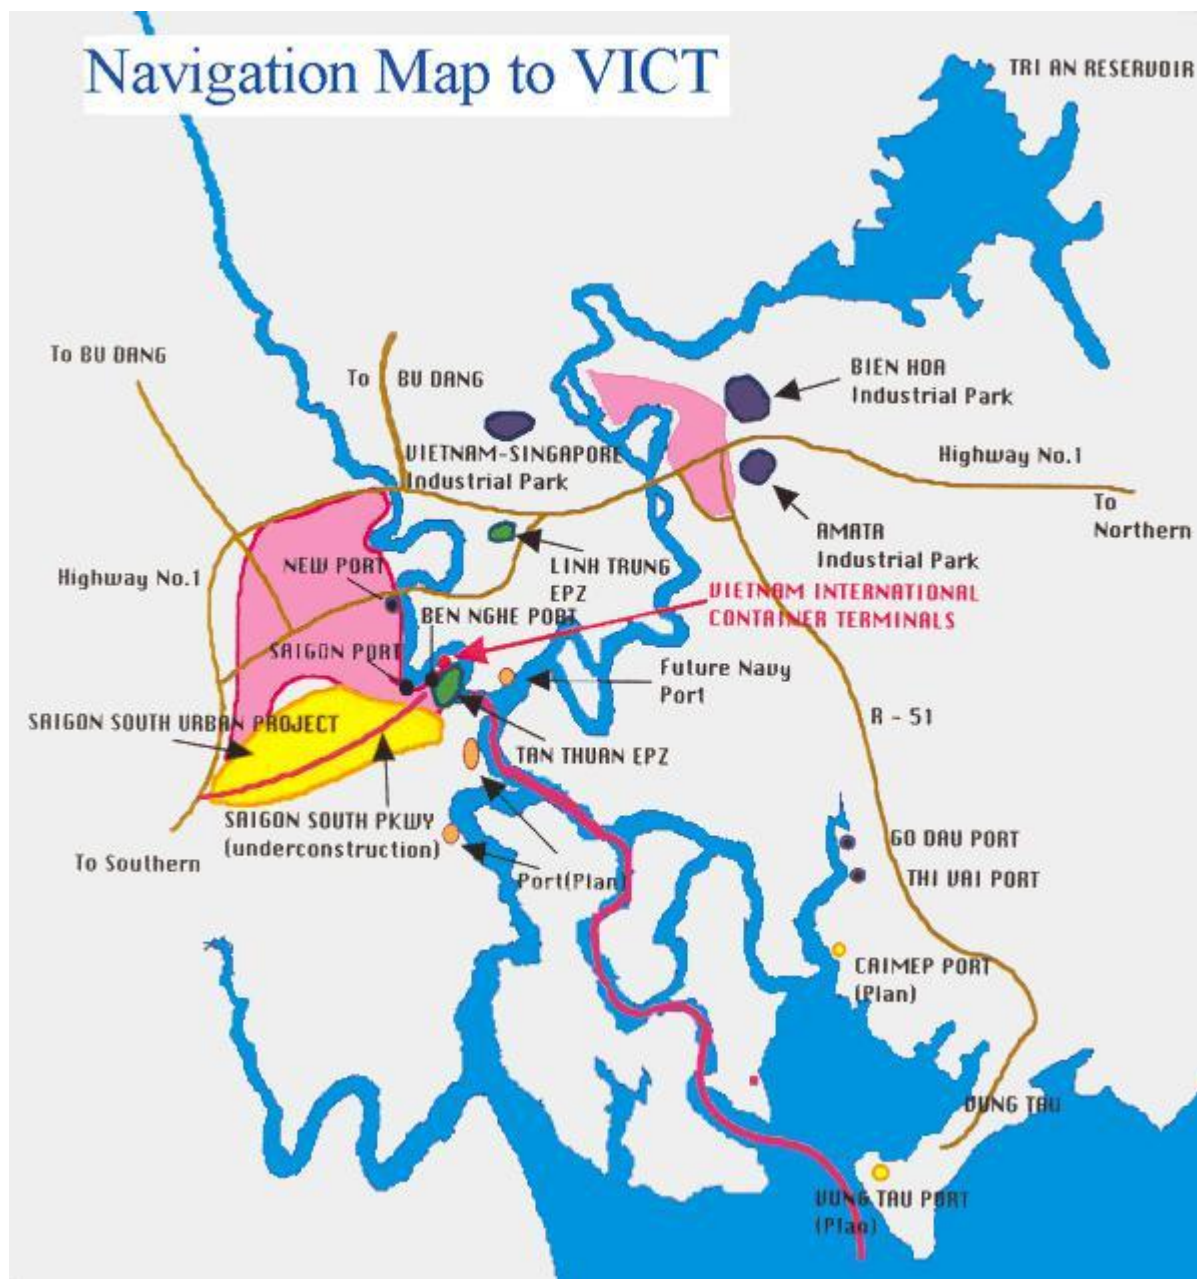 Navigation Map to VICT
TRI AN RESERVOIR
To BU DANG
To BU DANG
BIEN HOA
Industrial Park
VIETNAM-SINGAPORE
Industrial Park
Highway No.1
To
Northern
AMATA
Industrial Park
Highway No.1
NEW PORT
LINH TRUNG
EPZ
VIETNAM INTERNATIONAL
CONTAINER TERMINALS
BEN NGHE PORT
SAIGON PORT
Future Navy
Port
SAIGON SOUTH URBAN PROJECT
R - 51
TAN THUAN EPZ
SAIGON SOUTH PKWY
(underconstruction)
To Southern
Port(Plan)
GO DAU PORT
THI VAI PORT
CAIMEP PORT
(Plan)
VUNG TAU
VUNG TAU PORT
(Plan)